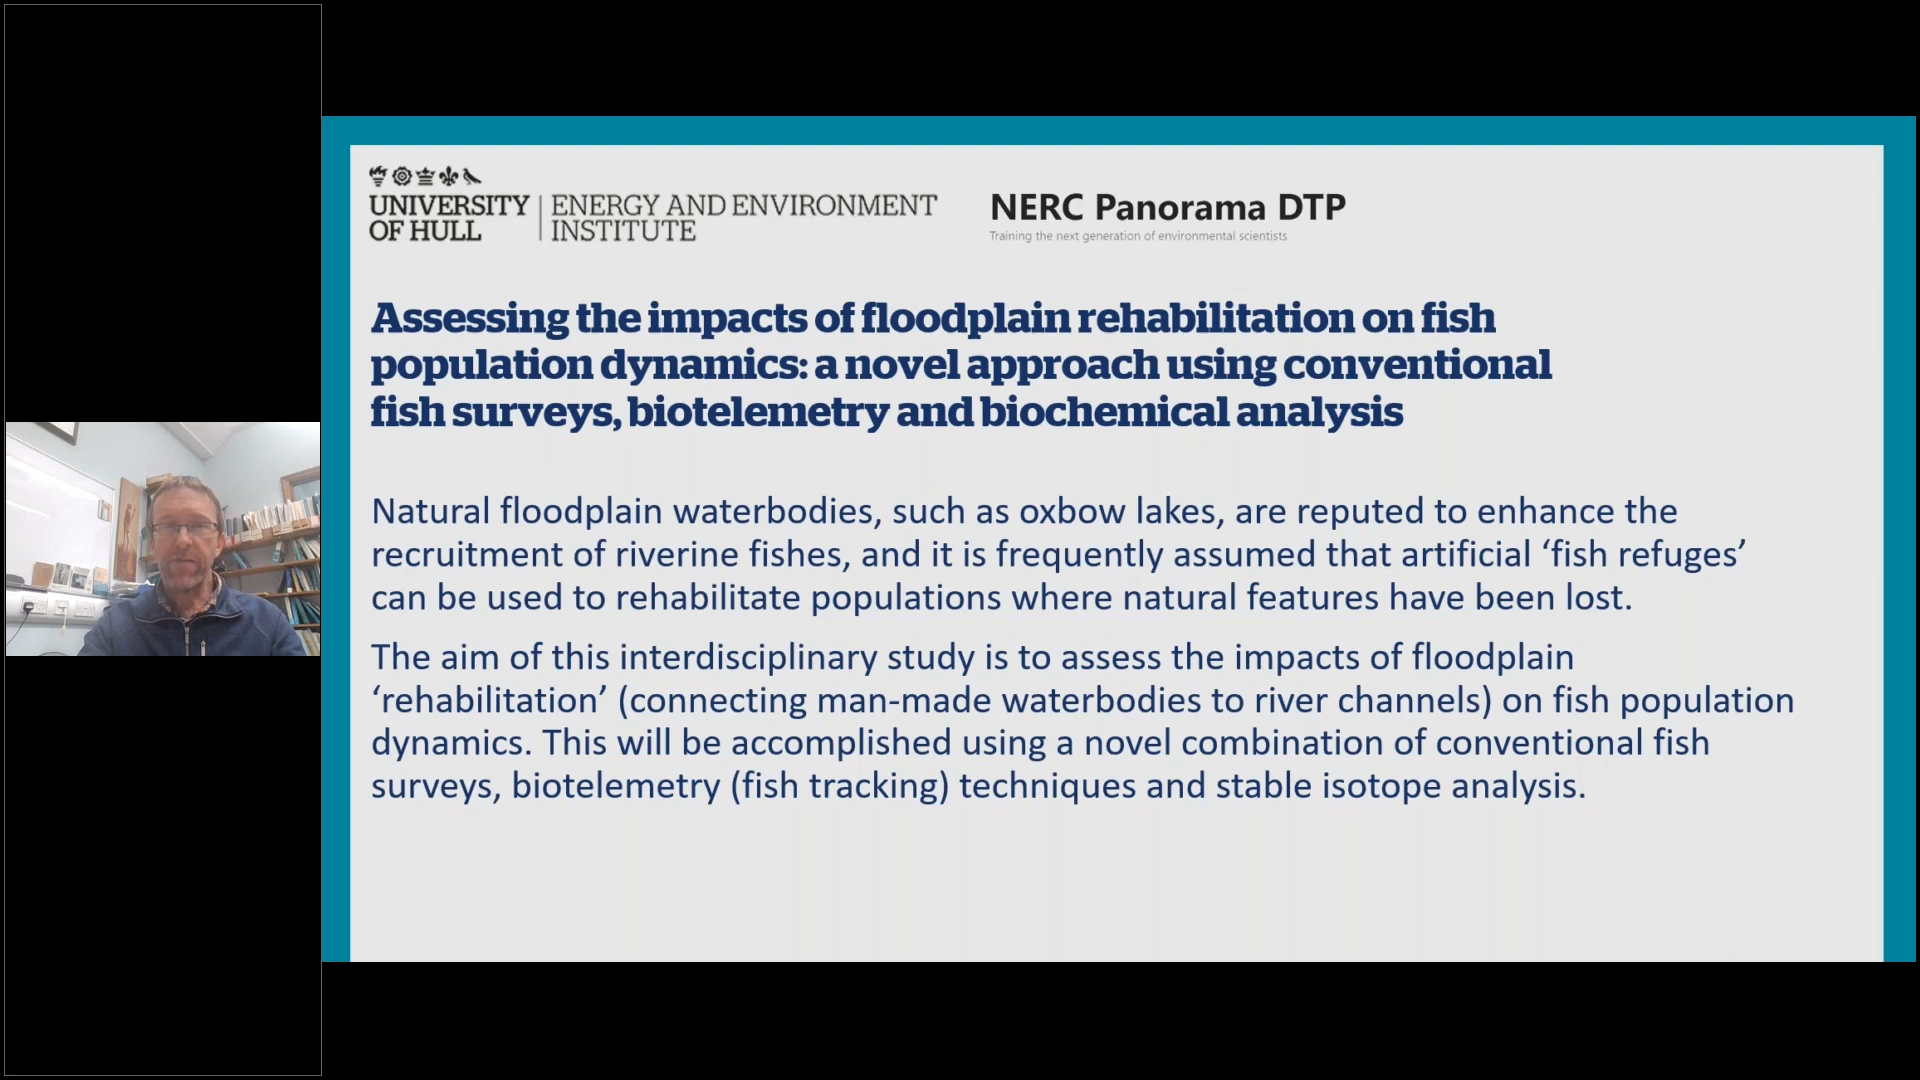 UNIVERSITY
OF HULL
ENERGY AND ENVIRONMENT
INSTITUTE
NERC Panorama DTP
Training the next generation of environmental scientists
Assessing the impacts of floodplain rehabilitation on fish
population dynamics: a novel approach using conventional
fish surveys, biotelemetry and biochemical analysis
Natural floodplain waterbodies, such as oxbow lakes, are reputed to enhance the
recruitment of riverine fishes, and it is frequently assumed that artificial ‘fish refuges’
can be used to rehabilitate populations where natural features have been lost.
The aim of this interdisciplinary study is to assess the impacts of floodplain
‘rehabilitation’ (connecting man-made waterbodies to river channels) on fish population
dynamics. This will be accomplished using a novel combination of conventional fish
surveys, biotelemetry (fish tracking) techniques and stable isotope analysis.